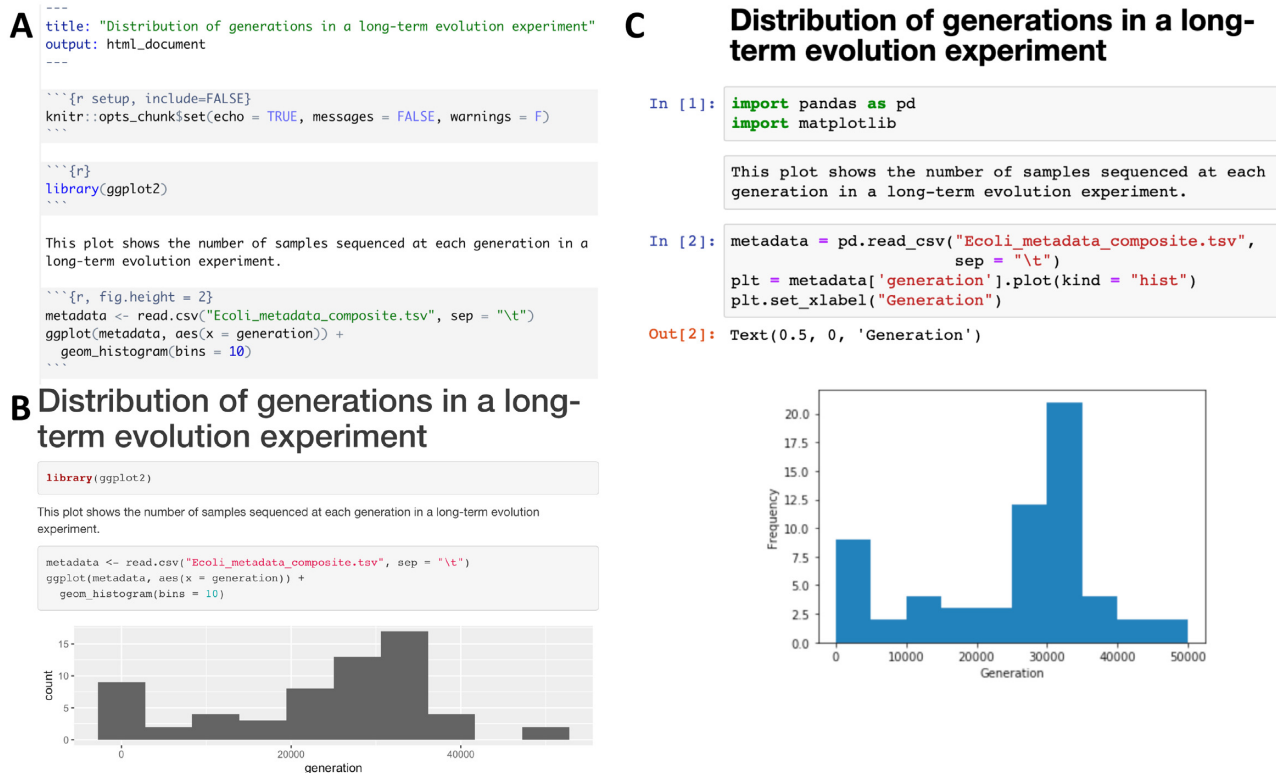 A
---
title: "Distribution of generations in a long-term evolution experiment"
output: html_document
---
```{r setup, include=FALSE}
knitr::opts_chunk$set(echo = TRUE, messages = FALSE, warnings = F)
```
```{r}
library(ggplot2)
```
This plot shows the number of samples sequenced at each generation in a
long-term evolution experiment.
```{r, fig.height = 2}
metadata <- read.csv("Ecoli_metadata_composite.tsv", sep = "\t")
ggplot(metadata, aes(x = generation)) +
  geom_histogram(bins = 10)
```
B
Distribution of generations in a long-
term evolution experiment
library(ggplot2)
This plot shows the number of samples sequenced at each generation in a long-term evolution
experiment.
metadata <- read.csv("Ecoli_metadata_composite.tsv", sep = "\t")
ggplot(metadata, aes(x = generation)) +
  geom_histogram(bins = 10)
15
10
5
0
count
0 20000 40000
generation
C
Distribution of generations in a long-
term evolution experiment
In [1]: import pandas as pd
import matplotlib
This plot shows the number of samples sequenced at each
generation in a long-term evolution experiment.
In [2]: metadata = pd.read_csv("Ecoli_metadata_composite.tsv",
sep = "\t")
plt = metadata['generation'].plot(kind = "hist")
plt.set_xlabel("Generation")
Out[2]: Text(0.5, 0, 'Generation')
20.0
17.5
15.0
12.5
10.0
7.5
5.0
2.5
0.0
Frequency
0 10000 20000 30000 40000 50000
Generation